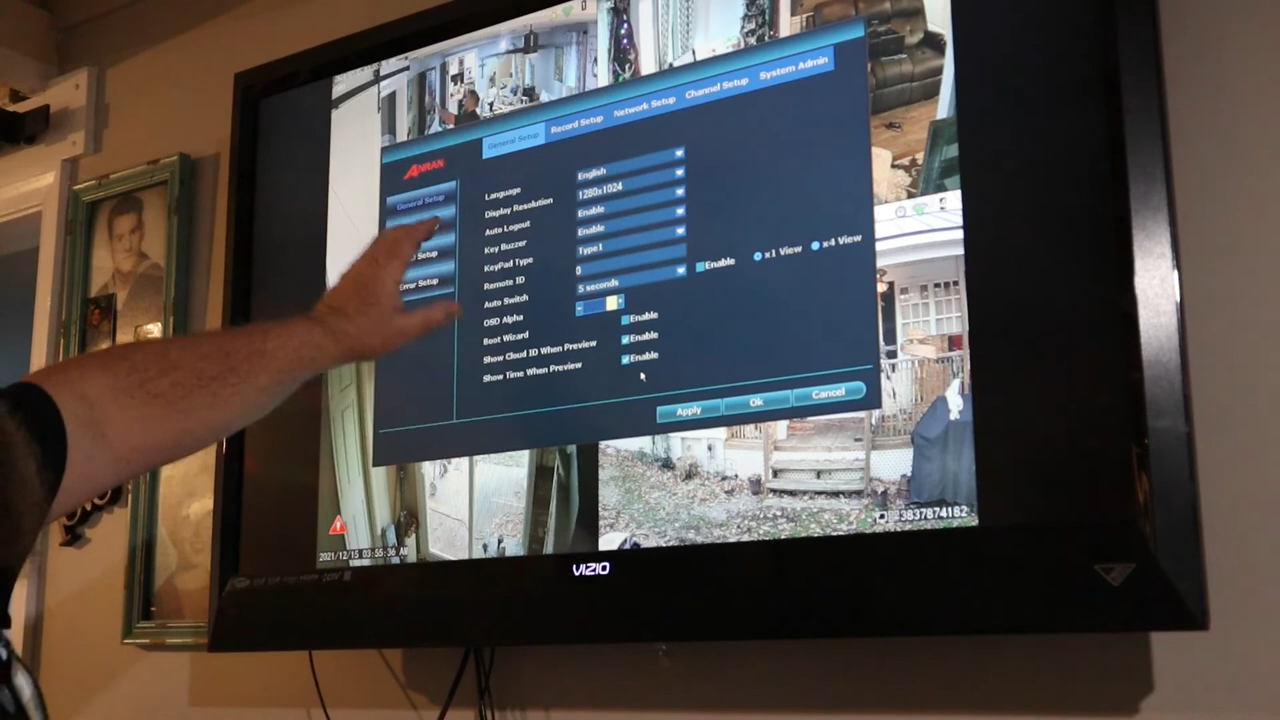 General Setup Record Setup Network Setup Channel Setup System Admin
ANRAN
General Setup
Setup
Error Setup
Language English
Display Resolution 1280x1024
Auto Logout Enable
Key Buzzer Enable
KeyPad Type Type1
Remote ID 0
Auto Switch 5 seconds Enable x1 View x4 View
OSD Alpha - +
Boot Wizard Enable
Show Cloud ID When Preview Enable
Show Time When Preview Enable
Apply Ok Cancel
3837874182
2021/12/15 03:55:36 AM
VIZIO